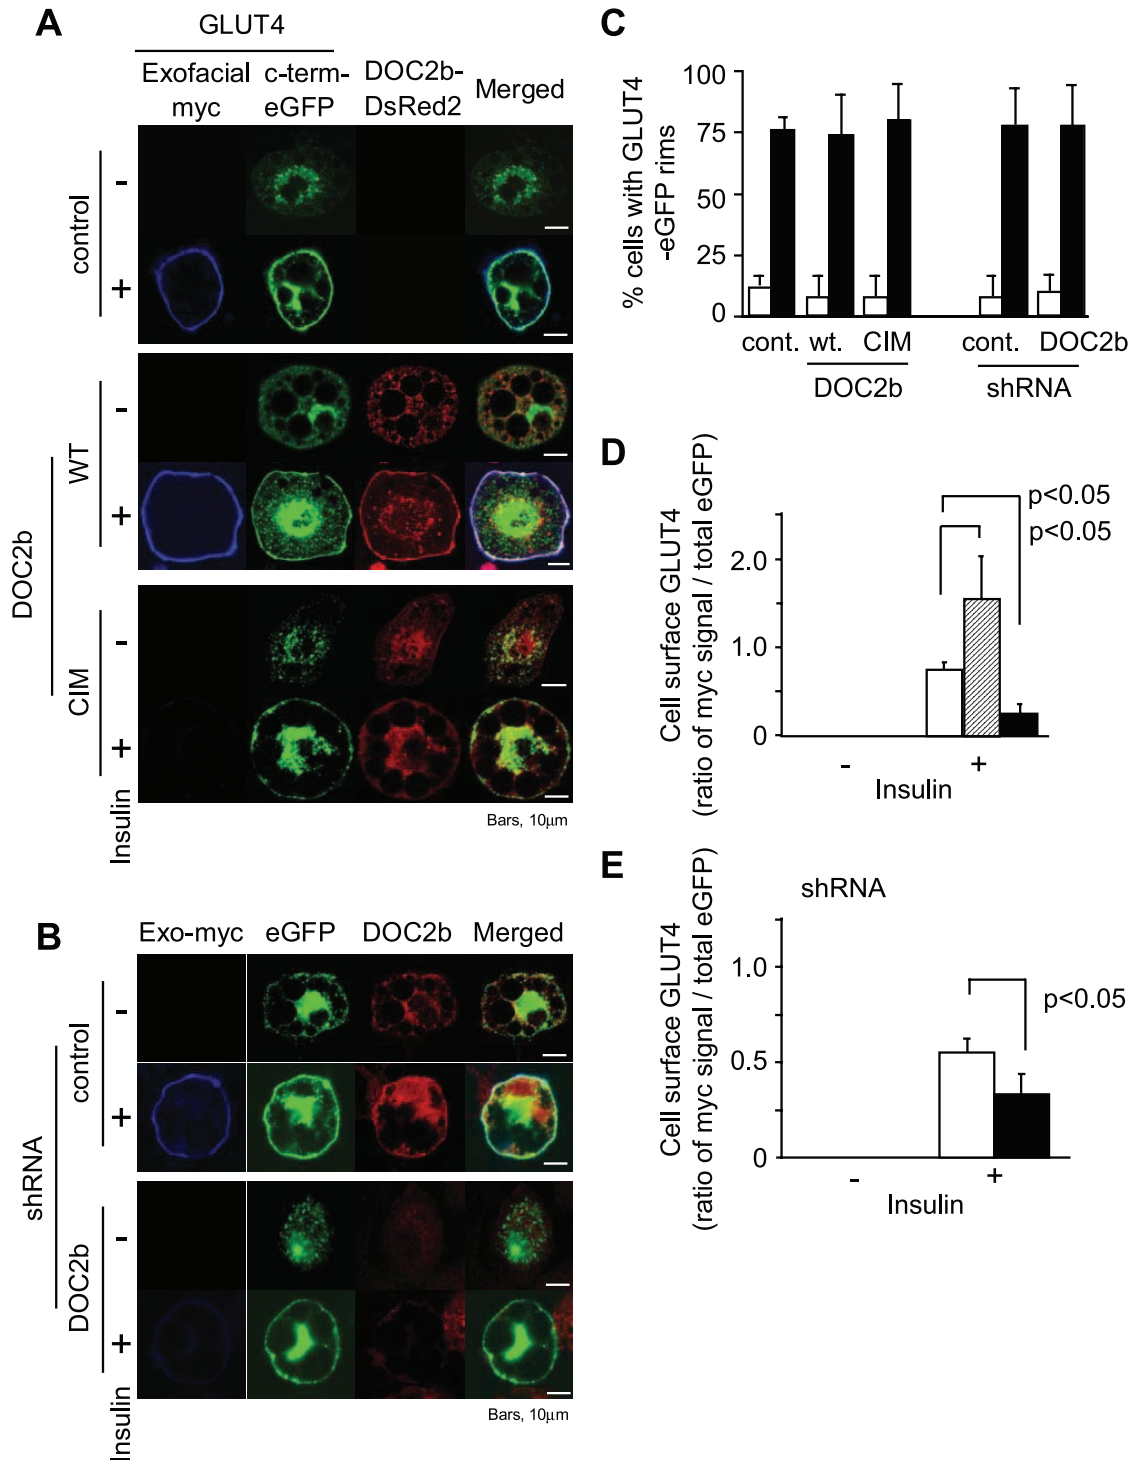 A
GLUT4
Exofacial myc
c-term-eGFP
DOC2b-DsRed2
Merged
control
-
+
DOC2b
WT
-
+
CIM
-
+
Insulin
Bars, 10μm
B
Exo-myc eGFP DOC2b Merged
shRNA
control
-
+
DOC2b
-
+
Insulin
Bars, 10μm
C
% cells with GLUT4
-eGFP rims
100
75
50
25
0
cont. wt. CIM cont. DOC2b
DOC2b shRNA
D
Cell surface GLUT4
(ratio of myc signal / total eGFP)
p<0.05
p<0.05
2.0
1.0
0
- +
Insulin
E
shRNA
Cell surface GLUT4
(ratio of myc signal / total eGFP)
1.0
p<0.05
0.5
0
- +
Insulin